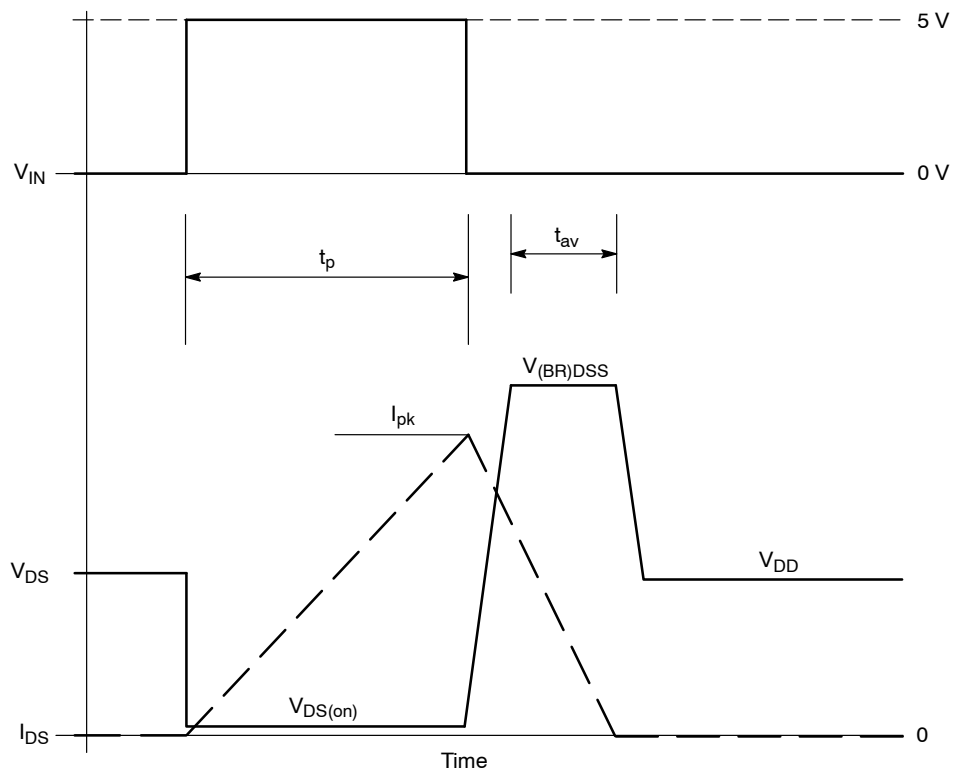 5 V
V_IN
0 V
t_p
t_av
V_(BR)DSS
I_pk
V_DS
V_DD
V_DS(on)
I_DS
0
Time